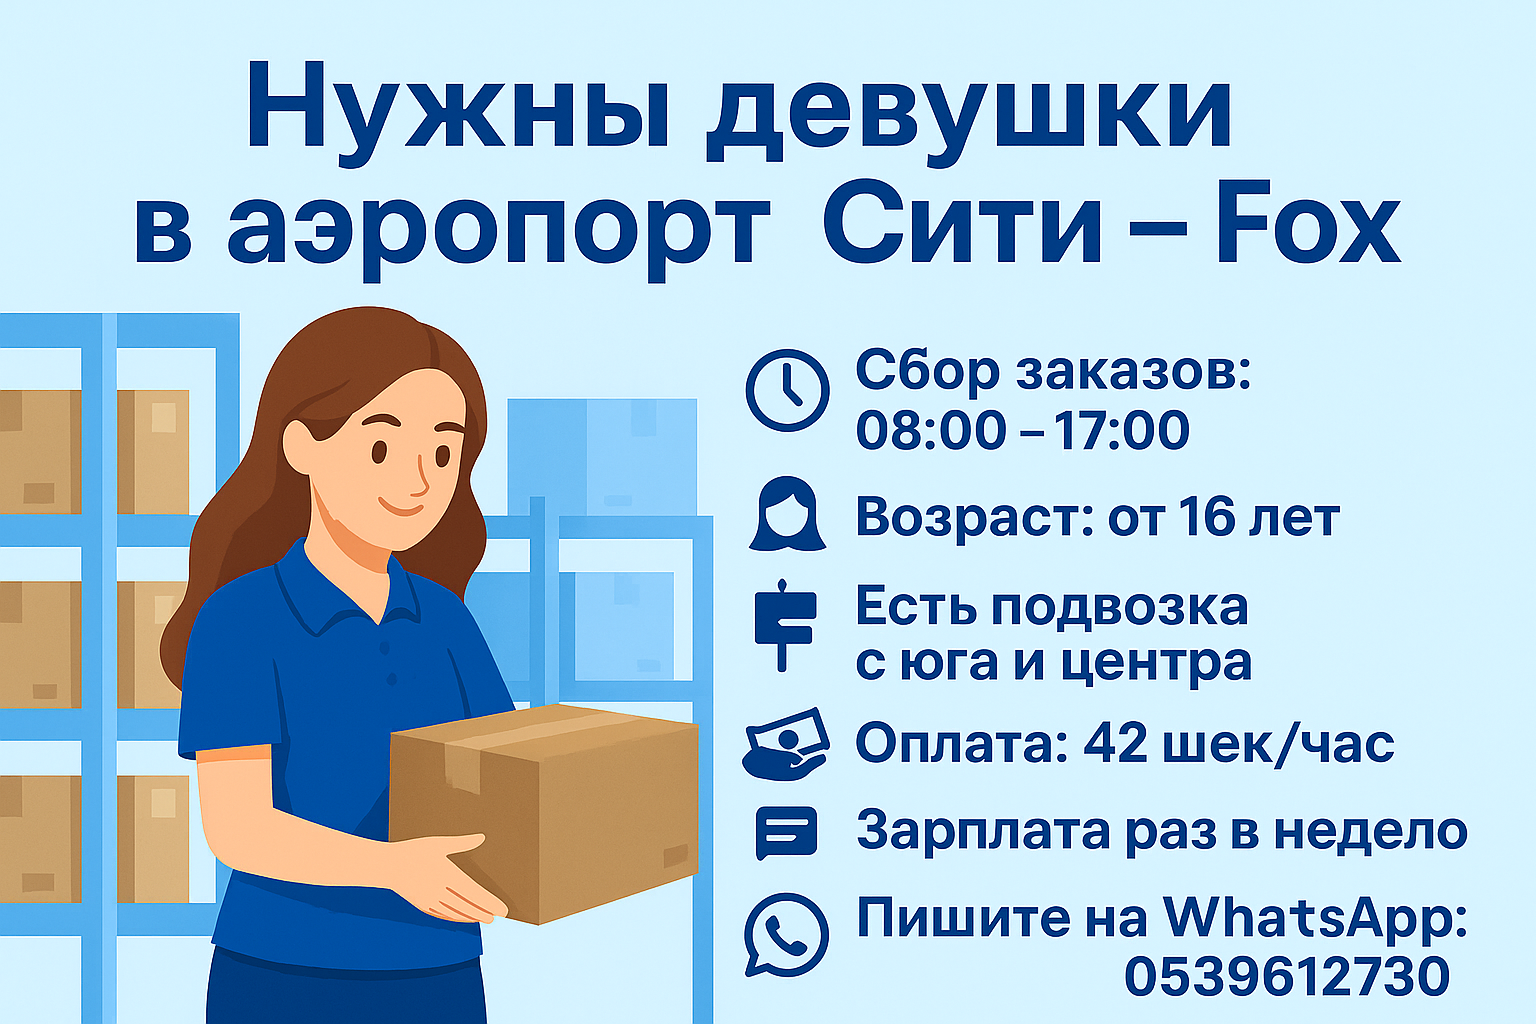 Нужны девушки
в аэропорт Сити – Fox
Сбор заказов:
08:00 – 17:00
Возраст: от 16 лет
Есть подвозка
с юга и центра
Оплата: 42 шек/час
Зарплата раз в неделo
Пишите на WhatsApp:
0539612730